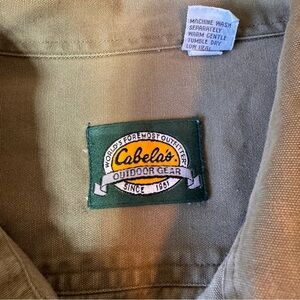 MACHINE WASH
SEPARATELY
WARM GENTLE
TUMBLE DRY
LOW HEAT
WORLD'S FOREMOST OUTFITTER
Cabela's
OUTDOOR GEAR
SINCE 1961